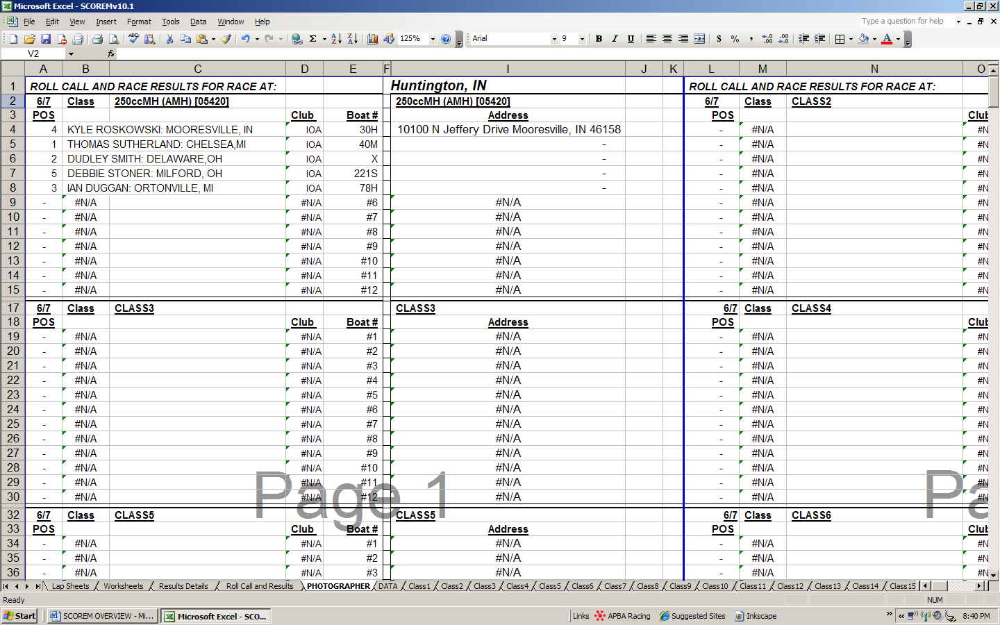 Microsoft Excel - SCOREMv10.1
File Edit View Insert Format Tools Data Window Help Type a question for help
125% Arial 9 B I U $ % ,
V2 fx
A B C D E F I J K L M N O
1 ROLL CALL AND RACE RESULTS FOR RACE AT: Huntington, IN ROLL CALL AND RACE RESULTS FOR RACE AT:
2 6/7 Class 250ccMH (AMH) [05420] 250ccMH (AMH) [05420] 6/7 Class CLASS2
3 POS Club Boat # Address POS Club
4 4 KYLE ROSKOWSKI: MOORESVILLE, IN IOA 30H 10100 N Jeffery Drive Mooresville, IN 46158 - #N/A #N
5 1 THOMAS SUTHERLAND: CHELSEA,MI IOA 40M - - #N/A #N
6 2 DUDLEY SMITH: DELAWARE,OH IOA X - - #N/A #N
7 5 DEBBIE STONER: MILFORD, OH IOA 221S - - #N/A #N
8 3 IAN DUGGAN: ORTONVILLE, MI IOA 78H - - #N/A #N
9 - #N/A #N/A #6 #N/A - #N/A #N
10 - #N/A #N/A #7 #N/A - #N/A #N
11 - #N/A #N/A #8 #N/A - #N/A #N
12 - #N/A #N/A #9 #N/A - #N/A #N
13 - #N/A #N/A #10 #N/A - #N/A #N
14 - #N/A #N/A #11 #N/A - #N/A #N
15 - #N/A #N/A #12 #N/A - #N/A #N
17 6/7 Class CLASS3 CLASS3 6/7 Class CLASS4
18 POS Club Boat # Address POS Club
19 - #N/A #N/A #1 #N/A - #N/A #N
20 - #N/A #N/A #2 #N/A - #N/A #N
21 - #N/A #N/A #3 #N/A - #N/A #N
22 - #N/A #N/A #4 #N/A - #N/A #N
23 - #N/A #N/A #5 #N/A - #N/A #N
24 - #N/A #N/A #6 #N/A - #N/A #N
25 - #N/A #N/A #7 #N/A - #N/A #N
26 - #N/A #N/A #8 #N/A - #N/A #N
27 - #N/A #N/A #9 #N/A - #N/A #N
28 - #N/A #N/A #10 #N/A - #N/A #N
29 - #N/A #N/A #11 #N/A - #N/A #N
Page 1 Pa
30 - #N/A #N/A #12 #N/A - #N/A #N
32 6/7 Class CLASS5 CLASS5 6/7 Class CLASS6
33 POS Club Boat # Address POS Club
34 - #N/A #N/A #1 #N/A - #N/A #N
35 - #N/A #N/A #2 #N/A - #N/A #N
36 - #N/A #N/A #3 #N/A - #N/A #N
Lap Sheets Worksheets Results Details Roll Call and Results PHOTOGRAPHER DATA Class1 Class2 Class3 Class4 Class5 Class6 Class7 Class8 Class9 Class10 Class11 Class12 Class13 Class14 Class15
Ready NUM
Start SCOREM OVERVIEW - Mi... Microsoft Excel - SCO... Links APBA Racing Suggested Sites Inkscape » « 8:40 PM